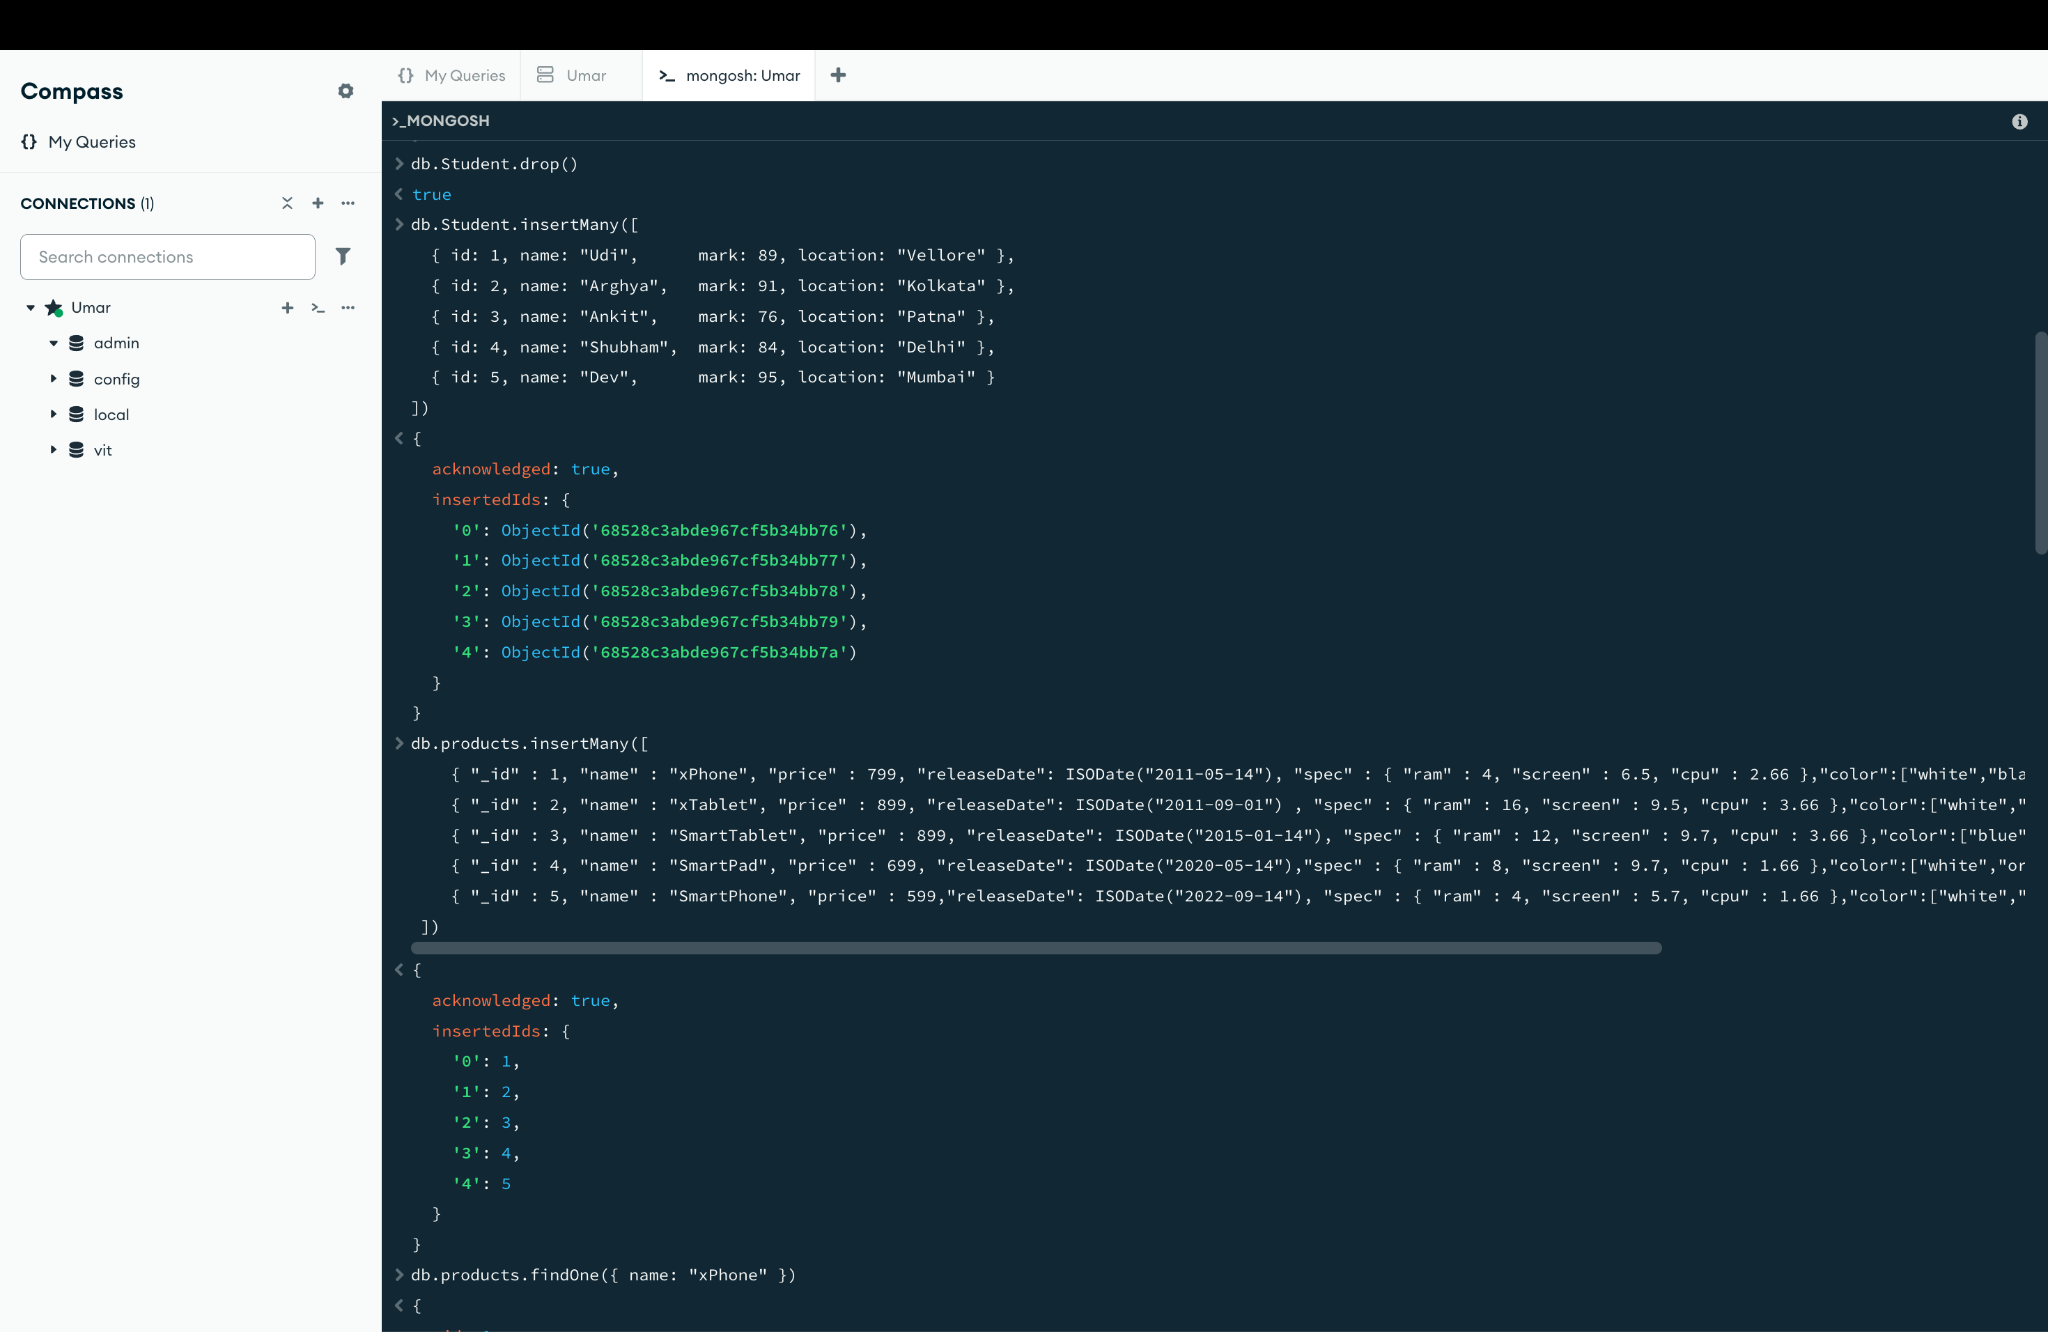 Compass
My Queries
CONNECTIONS (1)
Search connections
Umar
admin
config
local
vit
{} My Queries
Umar
>_ mongosh: Umar
>_MONGOSH
> db.Student.drop()
< true
> db.Student.insertMany([
{ id: 1, name: "Udi",      mark: 89, location: "Vellore" },
{ id: 2, name: "Arghya",   mark: 91, location: "Kolkata" },
{ id: 3, name: "Ankit",    mark: 76, location: "Patna" },
{ id: 4, name: "Shubham",  mark: 84, location: "Delhi" },
{ id: 5, name: "Dev",      mark: 95, location: "Mumbai" }
])
< {
acknowledged: true,
insertedIds: {
'0': ObjectId('68528c3abde967cf5b34bb76'),
'1': ObjectId('68528c3abde967cf5b34bb77'),
'2': ObjectId('68528c3abde967cf5b34bb78'),
'3': ObjectId('68528c3abde967cf5b34bb79'),
'4': ObjectId('68528c3abde967cf5b34bb7a')
}
}
> db.products.insertMany([
{ "_id" : 1, "name" : "xPhone", "price" : 799, "releaseDate": ISODate("2011-05-14"), "spec" : { "ram" : 4, "screen" : 6.5, "cpu" : 2.66 },"color":["white","bla
{ "_id" : 2, "name" : "xTablet", "price" : 899, "releaseDate": ISODate("2011-09-01") , "spec" : { "ram" : 16, "screen" : 9.5, "cpu" : 3.66 },"color":["white","
{ "_id" : 3, "name" : "SmartTablet", "price" : 899, "releaseDate": ISODate("2015-01-14"), "spec" : { "ram" : 12, "screen" : 9.7, "cpu" : 3.66 },"color":["blue"
{ "_id" : 4, "name" : "SmartPad", "price" : 699, "releaseDate": ISODate("2020-05-14"),"spec" : { "ram" : 8, "screen" : 9.7, "cpu" : 1.66 },"color":["white","or
{ "_id" : 5, "name" : "SmartPhone", "price" : 599,"releaseDate": ISODate("2022-09-14"), "spec" : { "ram" : 4, "screen" : 5.7, "cpu" : 1.66 },"color":["white","
])
< {
acknowledged: true,
insertedIds: {
'0': 1,
'1': 2,
'2': 3,
'3': 4,
'4': 5
}
}
> db.products.findOne({ name: "xPhone" })
< {